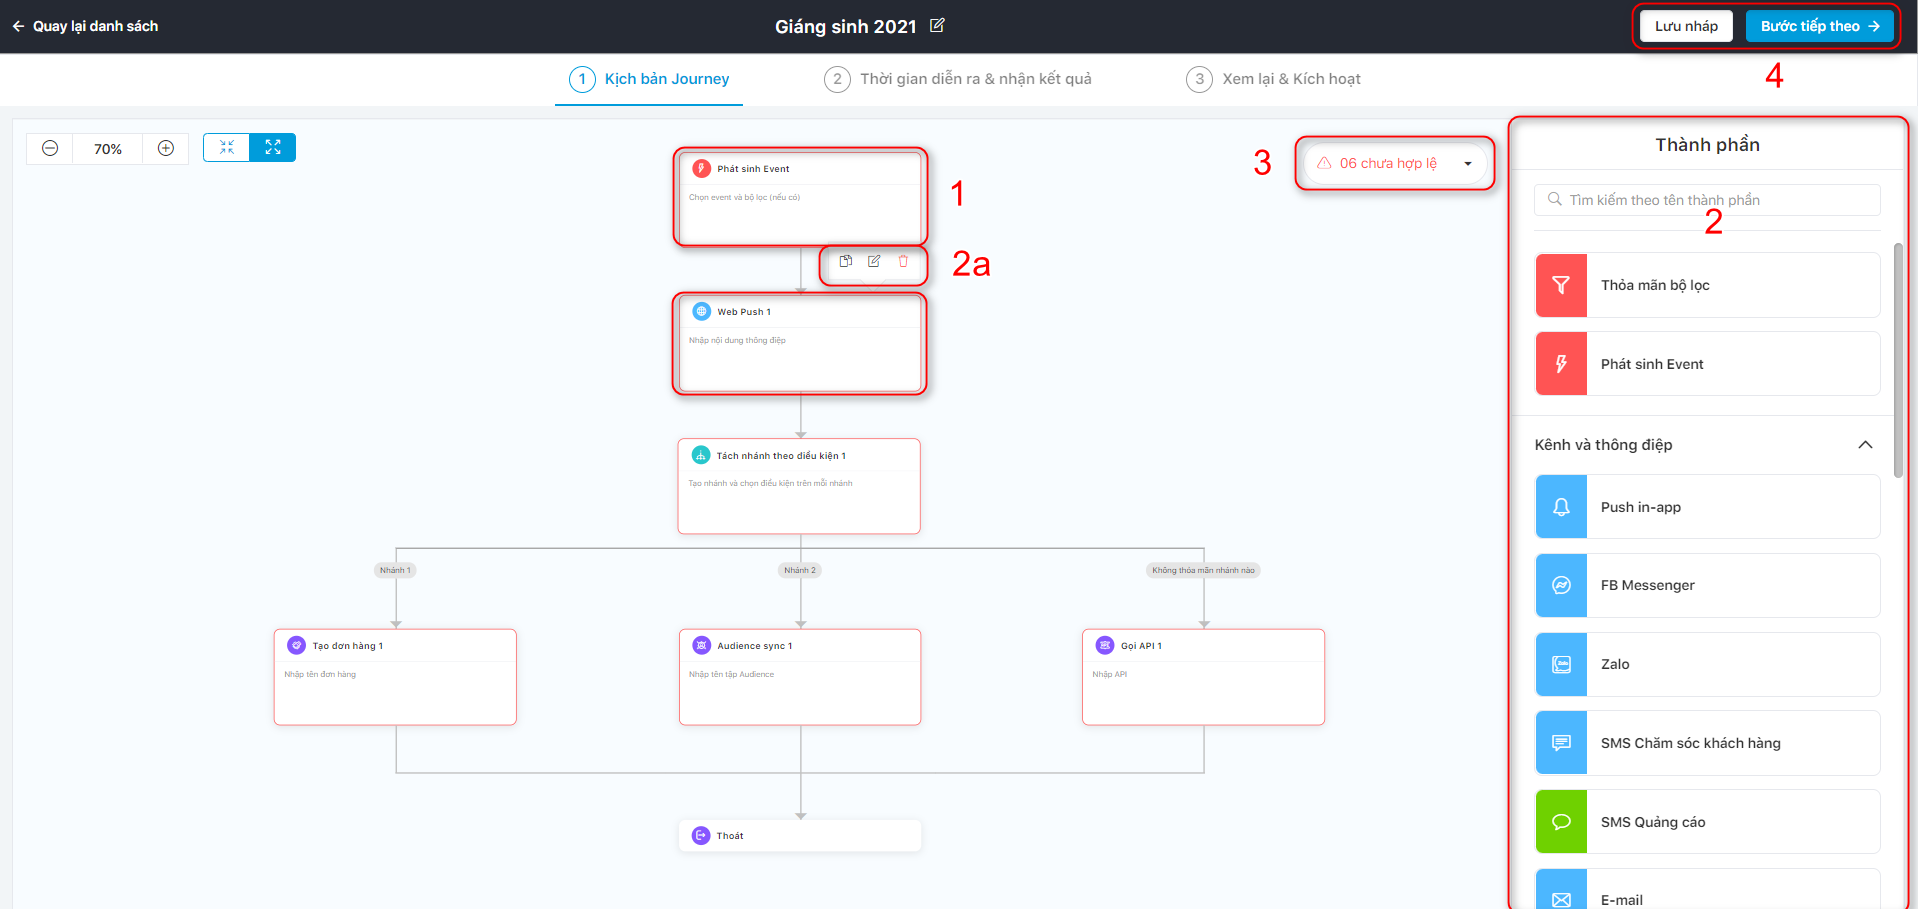 Quay lại danh sách
Giáng sinh 2021
Lưu nháp
Bước tiếp theo
4
1 Kịch bản Journey
2 Thời gian diễn ra & nhận kết quả
3 Xem lại & Kích hoạt
70%
3
06 chưa hợp lệ
Phát sinh Event
Chọn event và bộ lọc (nếu có)
1
2a
Web Push 1
Nhập nội dung thông điệp
Tách nhánh theo điều kiện 1
Tạo nhánh và chọn điều kiện trên mỗi nhánh
Nhánh 1
Nhánh 2
Không thỏa mãn nhánh nào
Tạo đơn hàng 1
Nhập tên đơn hàng
Audience sync 1
Nhập tên tập Audience
Gọi API 1
Nhập API
Thoát
Thành phần
Tìm kiếm theo tên thành phần
2
Thỏa mãn bộ lọc
Phát sinh Event
Kênh và thông điệp
Push in-app
FB Messenger
Zalo
Zalo
SMS Chăm sóc khách hàng
SMS Quảng cáo
E-mail